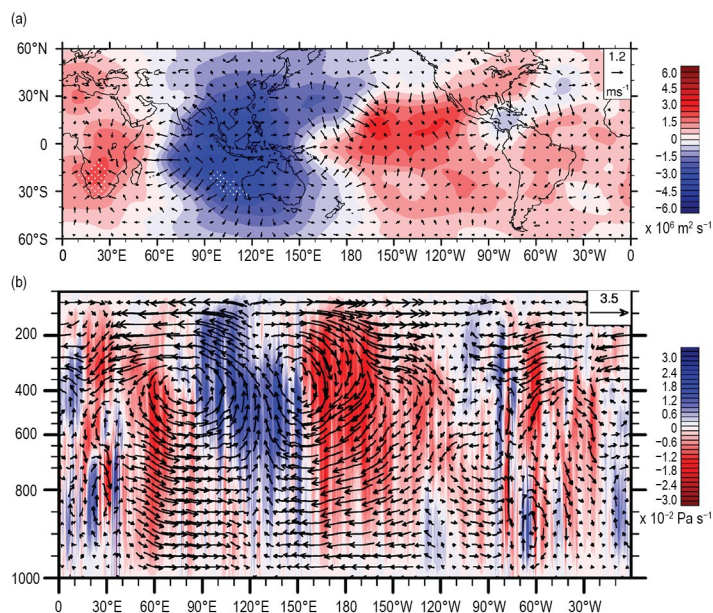 (a)
60°N
30°N
0
30°S
60°S
0 30°E 60°E 90°E 120°E 150°E 180 150°W 120°W 90°W 60°W 30°W 0
1.2
ms⁻¹
6.0
4.5
3.0
1.5
0
−1.5
−3.0
−4.5
−6.0
x 10⁶ m² s⁻¹
(b)
200
400
600
800
1000
0 30°E 60°E 90°E 120°E 150°E 180 150°W 120°W 90°W 60°W 30°W 0
3.5
3.0
2.4
1.8
1.2
0.6
0
−0.6
−1.2
−1.8
−2.4
−3.0
x 10⁻² Pa s⁻¹